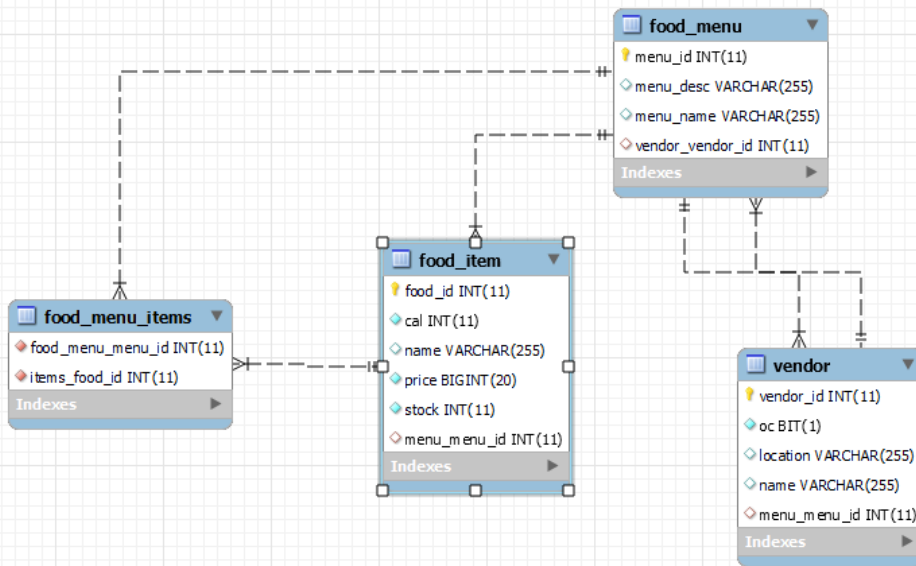 food_menu
menu_id INT(11)
menu_desc VARCHAR(255)
menu_name VARCHAR(255)
vendor_vendor_id INT(11)
Indexes
food_item
food_id INT(11)
cal INT(11)
name VARCHAR(255)
price BIGINT(20)
stock INT(11)
menu_menu_id INT(11)
Indexes
food_menu_items
food_menu_menu_id INT(11)
items_food_id INT(11)
Indexes
vendor
vendor_id INT(11)
oc BIT(1)
location VARCHAR(255)
name VARCHAR(255)
menu_menu_id INT(11)
Indexes